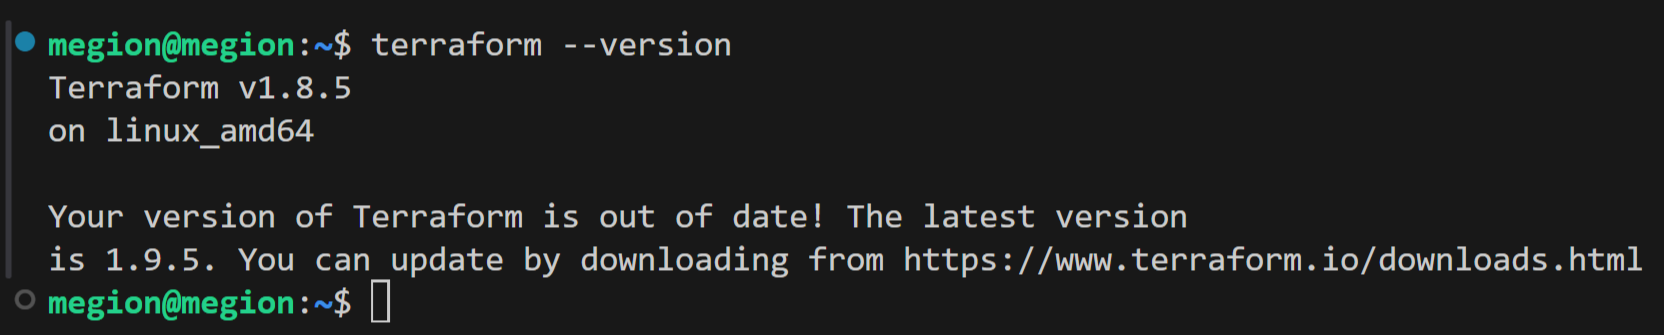 megion@megion:~$ terraform --version
Terraform v1.8.5
on linux_amd64
Your version of Terraform is out of date! The latest version
is 1.9.5. You can update by downloading from https://www.terraform.io/downloads.html
megion@megion:~$